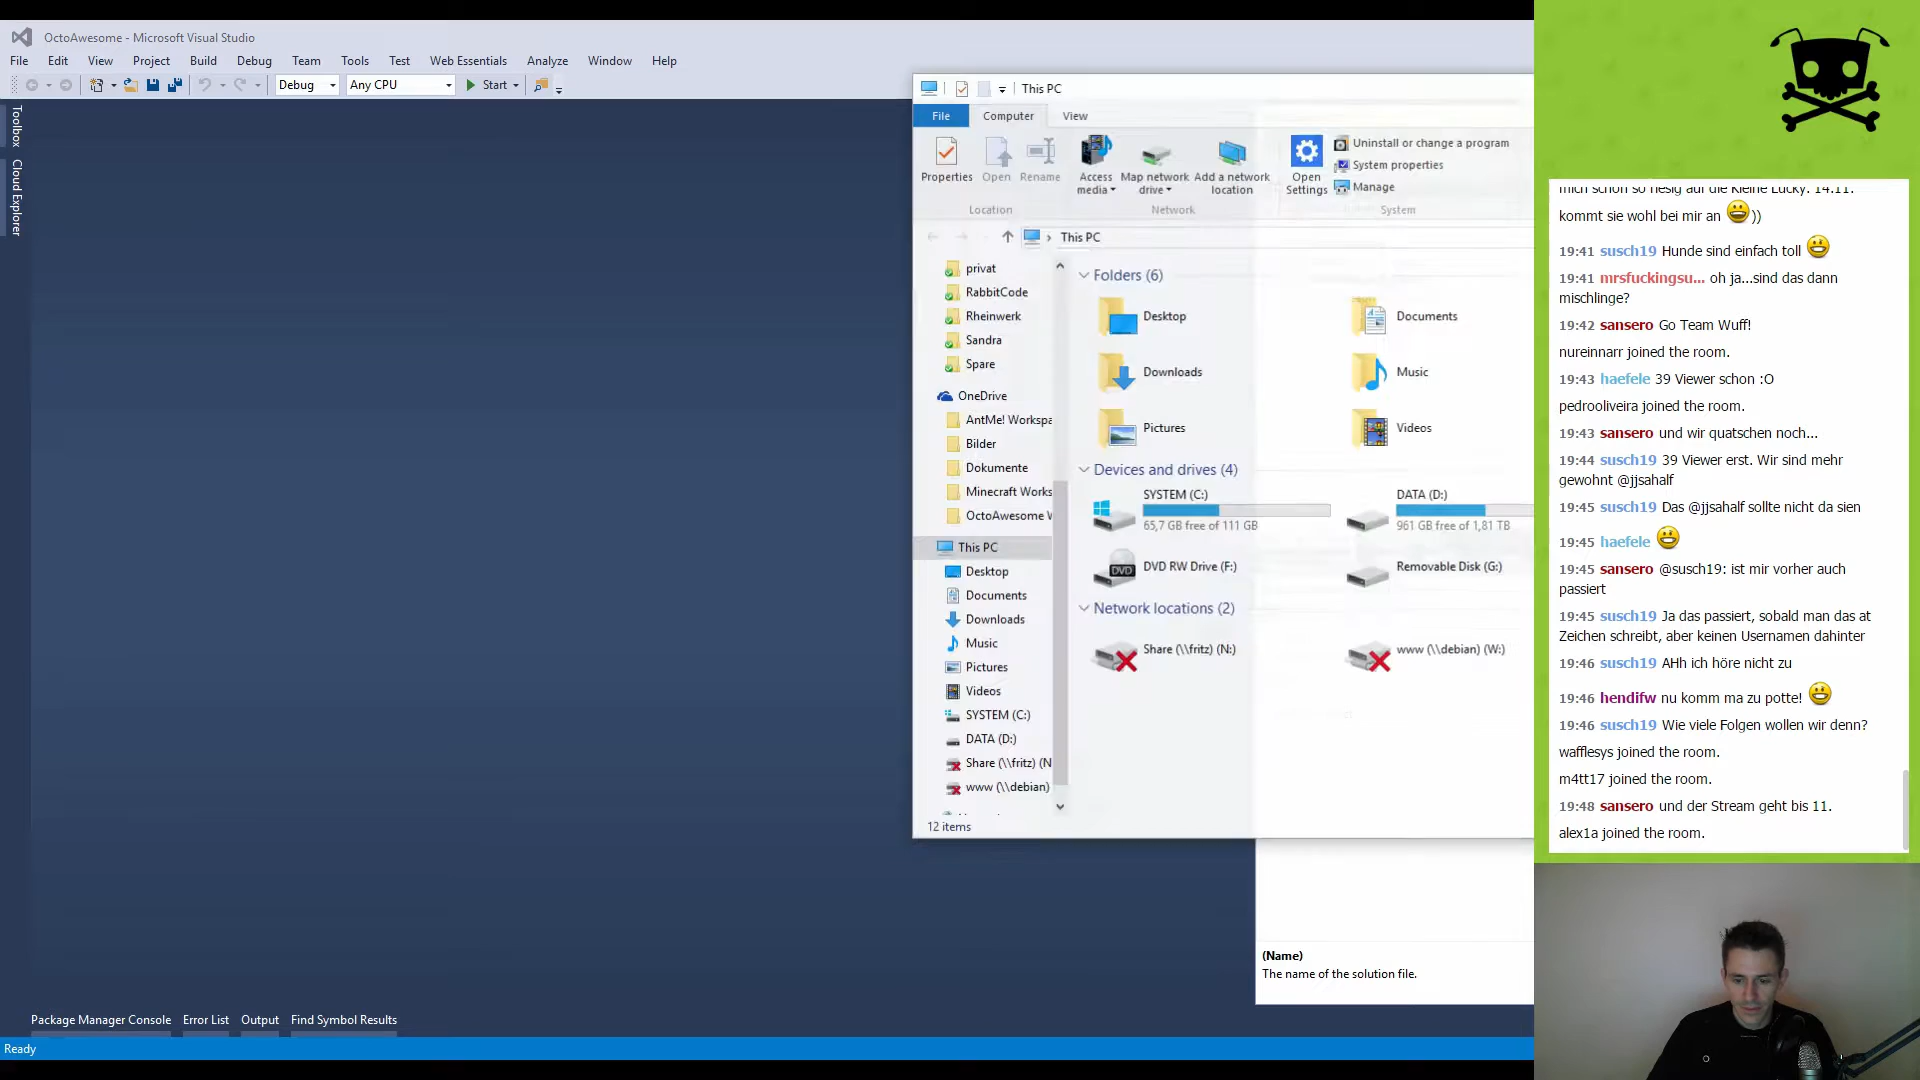 OctoAwesome - Microsoft Visual Studio
File Edit View Project Build Debug Team Tools Test Web Essentials Analyze Window Help
Debug Any CPU Start
Toolbox
Cloud Explorer
This PC
File Computer View
Properties Open Rename Access media Map network drive Add a network location Open Settings
Uninstall or change a program
System properties
Manage
Location Network System
This PC
privat
RabbitCode
Rheinwerk
Sandra
Spare
OneDrive
AntMe! Workspa
Bilder
Dokumente
Minecraft Works
OctoAwesome W
This PC
Desktop
Documents
Downloads
Music
Pictures
Videos
SYSTEM (C:)
DATA (D:)
Share (\\fritz) (N
www (\\debian)
12 items
Folders (6)
Desktop Documents
Downloads Music
Pictures Videos
Devices and drives (4)
SYSTEM (C:) DATA (D:)
65,7 GB free of 111 GB 961 GB free of 1,81 TB
DVD RW Drive (F:) Removable Disk (G:)
DVD
Network locations (2)
Share (\\fritz) (N:) www (\\debian) (W:)
(Name)
The name of the solution file.
Package Manager Console Error List Output Find Symbol Results
Ready
mich schon so riesig auf die kleine Lucky. 14.11.
kommt sie wohl bei mir an ))
19:41 susch19 Hunde sind einfach toll
19:41 mrsfuckingsu... oh ja...sind das dann
mischlinge?
19:42 sansero Go Team Wuff!
nureinnarr joined the room.
19:43 haefele 39 Viewer schon :O
pedrooliveira joined the room.
19:43 sansero und wir quatschen noch...
19:44 susch19 39 Viewer erst. Wir sind mehr
gewohnt @jjsahalf
19:45 susch19 Das @jjsahalf sollte nicht da sien
19:45 haefele
19:45 sansero @susch19: ist mir vorher auch
passiert
19:45 susch19 Ja das passiert, sobald man das at
Zeichen schreibt, aber keinen Usernamen dahinter
19:46 susch19 AHh ich höre nicht zu
19:46 hendifw nu komm ma zu potte!
19:46 susch19 Wie viele Folgen wollen wir denn?
wafflesys joined the room.
m4tt17 joined the room.
19:48 sansero und der Stream geht bis 11.
alex1a joined the room.